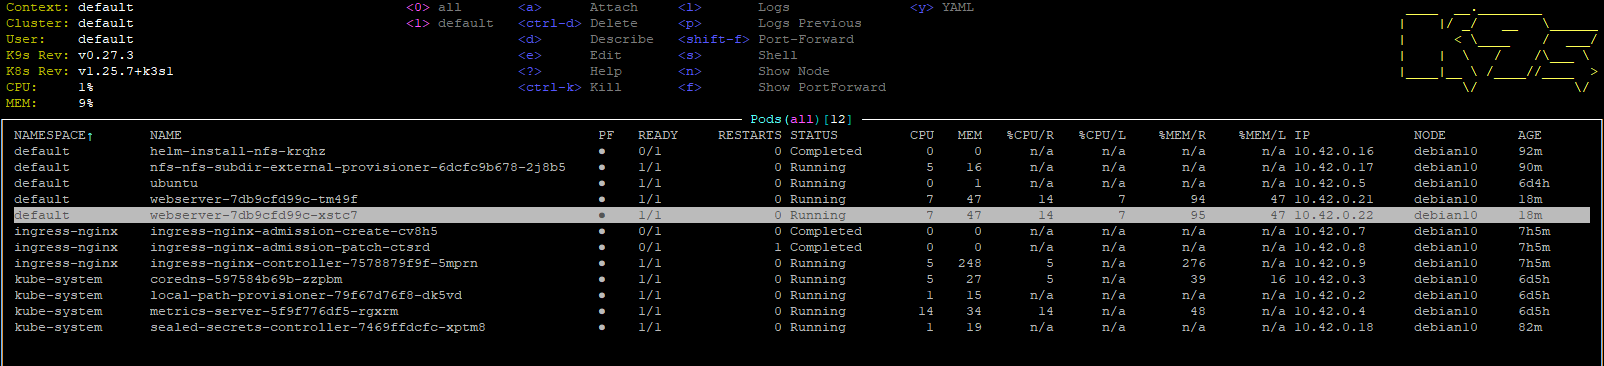 Context: default <0> all <a> Attach <l> Logs <y> YAML
Cluster: default <1> default <ctrl-d> Delete <p> Logs Previous
User: default <d> Describe <shift-f> Port-Forward
K9s Rev: v0.27.3 <e> Edit <s> Shell
K8s Rev: v1.25.7+k3s1 <?> Help <n> Show Node
CPU: 1% <ctrl-k> Kill <f> Show PortForward
MEM: 9%
Pods(all)[12]
NAMESPACE↑ NAME PF READY RESTARTS STATUS CPU MEM %CPU/R %CPU/L %MEM/R %MEM/L IP NODE AGE
default helm-install-nfs-krqhz ● 0/1 0 Completed 0 0 n/a n/a n/a n/a 10.42.0.16 debian10 92m
default nfs-nfs-subdir-external-provisioner-6dcfc9b678-2j8b5 ● 1/1 0 Running 5 16 n/a n/a n/a n/a 10.42.0.17 debian10 90m
default ubuntu ● 1/1 0 Running 0 1 n/a n/a n/a n/a 10.42.0.5 debian10 6d4h
default webserver-7db9cfd99c-tm49f ● 1/1 0 Running 7 47 14 7 94 47 10.42.0.21 debian10 18m
default webserver-7db9cfd99c-xstc7 ● 1/1 0 Running 7 47 14 7 95 47 10.42.0.22 debian10 18m
ingress-nginx ingress-nginx-admission-create-cv8h5 ● 0/1 0 Completed 0 0 n/a n/a n/a n/a 10.42.0.7 debian10 7h5m
ingress-nginx ingress-nginx-admission-patch-ctsrd ● 0/1 1 Completed 0 0 n/a n/a n/a n/a 10.42.0.8 debian10 7h5m
ingress-nginx ingress-nginx-controller-7578879f9f-5mprn ● 1/1 0 Running 5 248 5 n/a 276 n/a 10.42.0.9 debian10 7h5m
kube-system coredns-597584b69b-zzpbm ● 1/1 0 Running 5 27 5 n/a 39 16 10.42.0.3 debian10 6d5h
kube-system local-path-provisioner-79f67d76f8-dk5vd ● 1/1 0 Running 1 15 n/a n/a n/a n/a 10.42.0.2 debian10 6d5h
kube-system metrics-server-5f9f776df5-rgxrm ● 1/1 0 Running 14 34 14 n/a 48 n/a 10.42.0.4 debian10 6d5h
kube-system sealed-secrets-controller-7469ffdcfc-xptm8 ● 1/1 0 Running 1 19 n/a n/a n/a n/a 10.42.0.18 debian10 82m